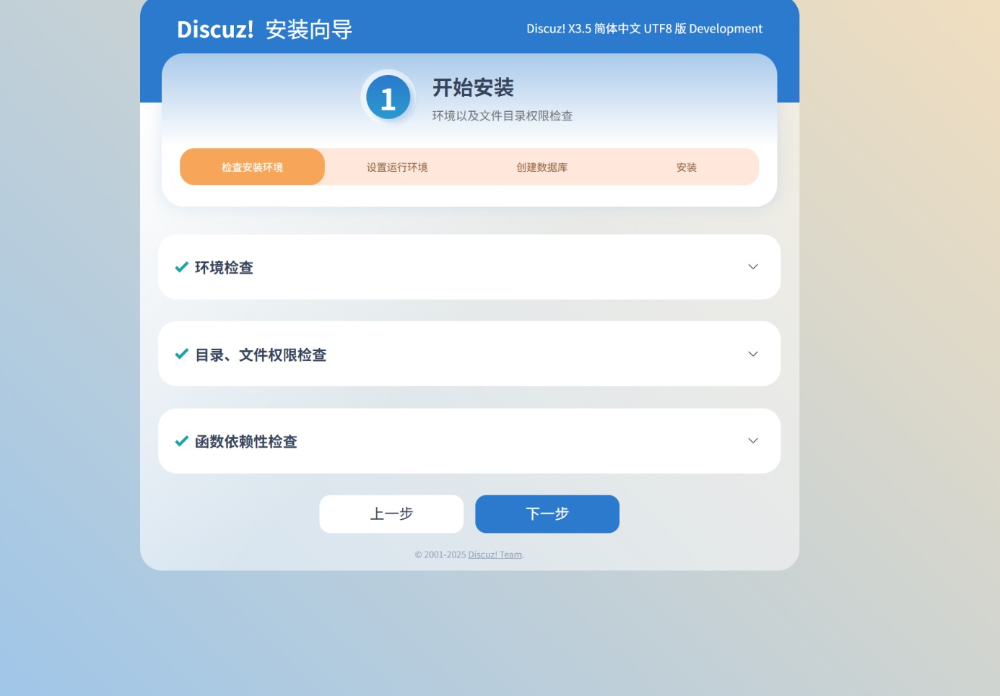 Discuz! 安装向导
Discuz! X3.5 简体中文 UTF8 版 Development
1
开始安装
环境以及文件目录权限检查
检查安装环境
设置运行环境
创建数据库
安装
环境检查
目录、文件权限检查
函数依赖性检查
上一步
下一步
© 2001-2025 Discuz! Team.